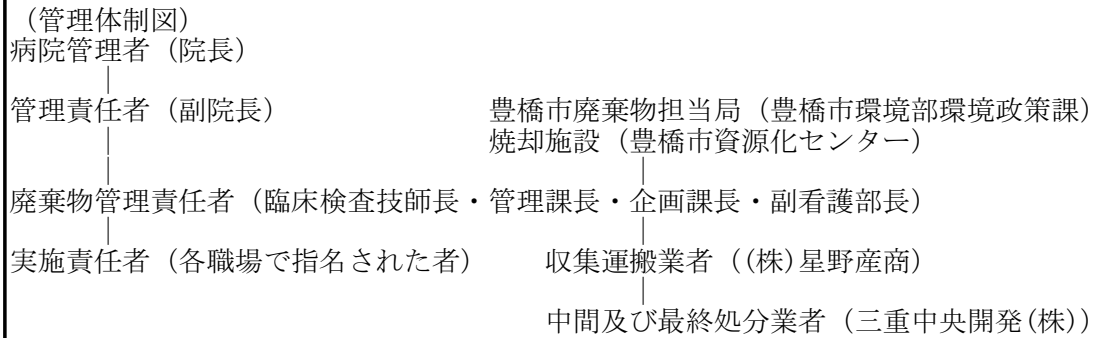 (管理体制図)
病院管理者(院長)
管理責任者(副院長) 豊橋市廃棄物担当局(豊橋市環境部環境政策課)
焼却施設(豊橋市資源化センター)
廃棄物管理責任者(臨床検査技師長・管理課長・企画課長・副看護部長)
実施責任者(各職場で指名された者) 収集運搬業者((株)星野産商)
中間及び最終処分業者(三重中央開発(株))